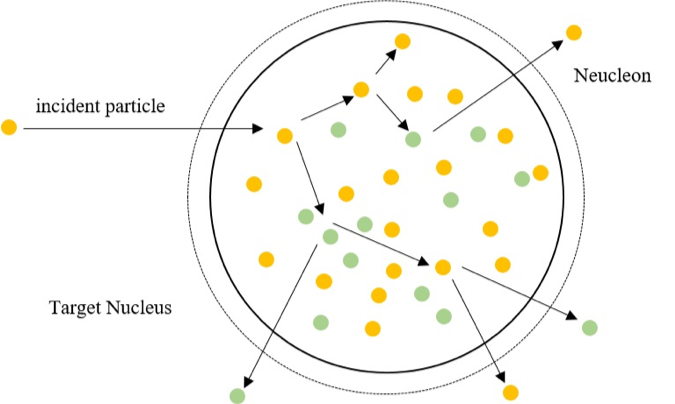 incident particle
Neucleon
Target Nucleus